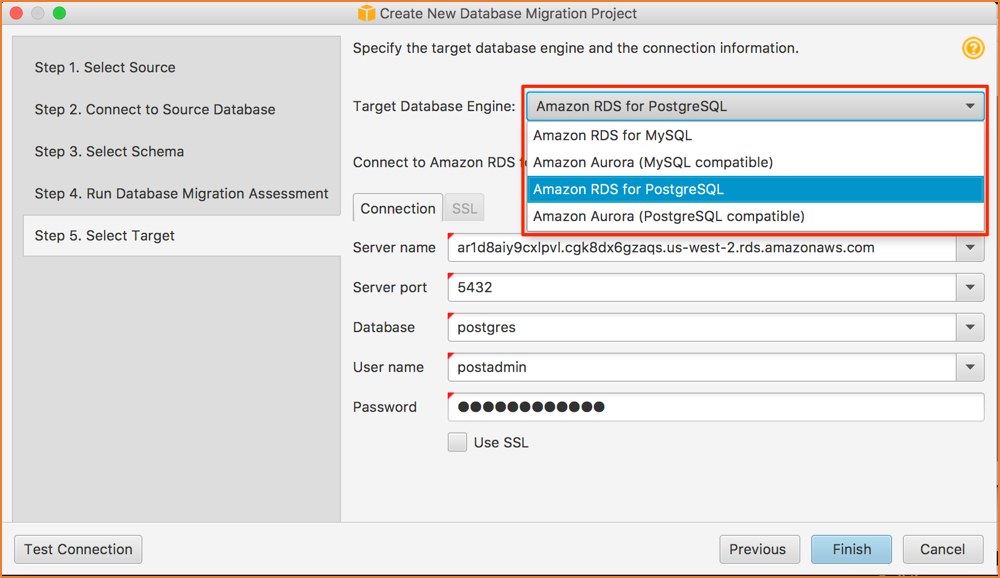 Create New Database Migration Project
Specify the target database engine and the connection information.
?
Step 1. Select Source
Step 2. Connect to Source Database
Step 3. Select Schema
Step 4. Run Database Migration Assessment
Step 5. Select Target
Target Database Engine: Amazon RDS for PostgreSQL
Amazon RDS for MySQL
Amazon Aurora (MySQL compatible)
Amazon RDS for PostgreSQL
Amazon Aurora (PostgreSQL compatible)
Connect to Amazon RDS
Connection SSL
Server name ar1d8aiy9cxlpvl.cgk8dx6gzaqs.us-west-2.rds.amazonaws.com
Server port 5432
Database postgres
User name postadmin
Password ●●●●●●●●●●●●
Use SSL
Test Connection Previous Finish Cancel